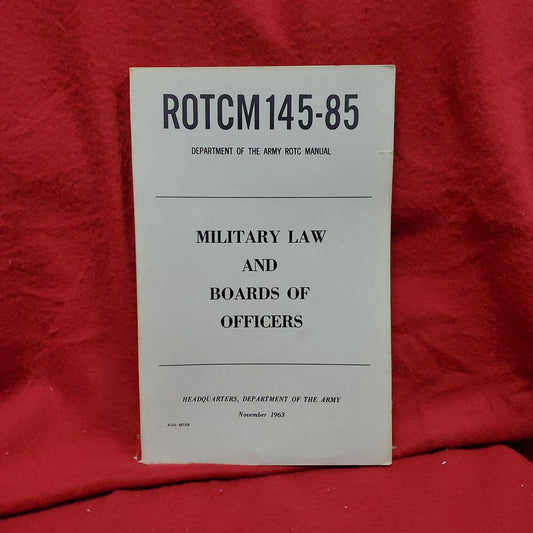 ROTCM 145-85
DEPARTMENT OF THE ARMY ROTC MANUAL
MILITARY LAW
AND
BOARDS OF
OFFICERS
HEADQUARTERS, DEPARTMENT OF THE ARMY
November 1963